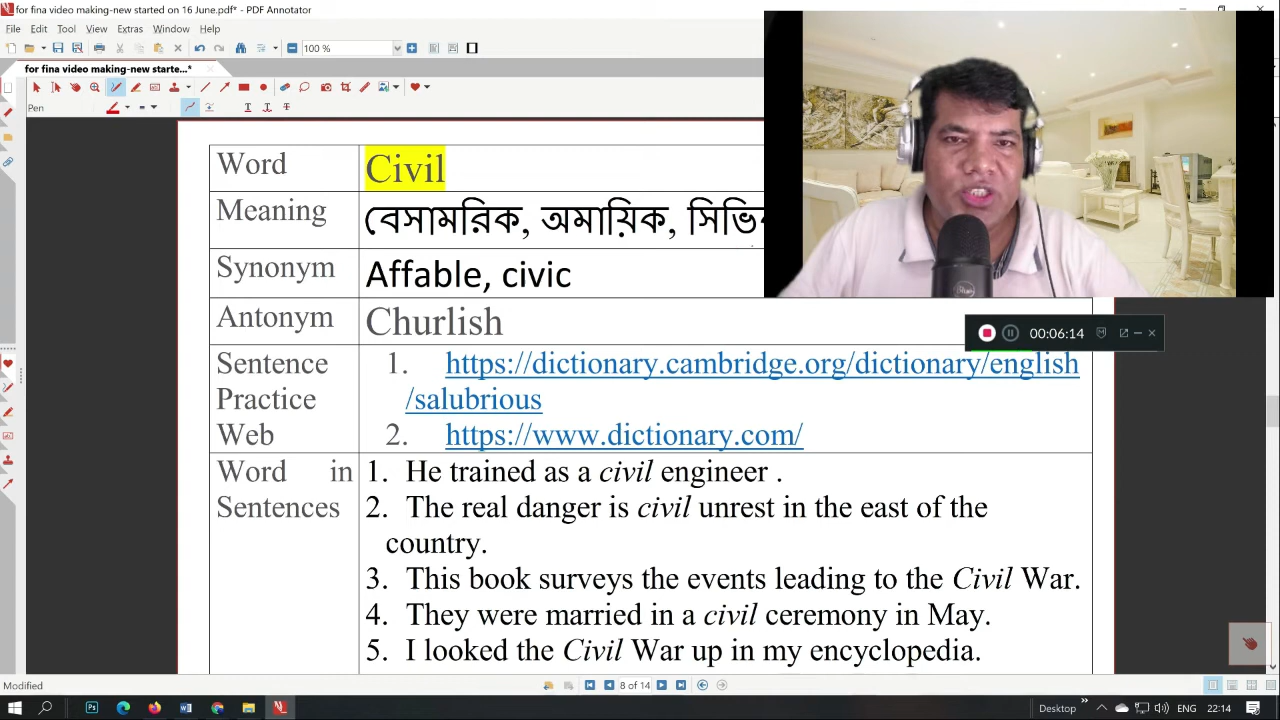 for fina video making-new started on 16 June.pdf* - PDF Annotator
File Edit View Tool Extras Window Help
100 %
for fina video making-new starte...*
Pen
Word Civil
Meaning বেসামরিক, অমায়িক,
Synonym Affable, civic
Antonym Churlish
00:06:14
Sentence 1. https://dictionary.cambridge.org/dictionary/english
Practice /salubrious
Web 2. https://www.dictionary.com/
Word in 1. He trained as a civil engineer .
Sentences 2. The real danger is civil unrest in the east of the
country.
3. This book surveys the events leading to the Civil War.
4. They were married in a civil ceremony in May.
5. I looked the Civil War up in my encyclopedia.
Modified
8 of 14
Desktop
ENG
22:14